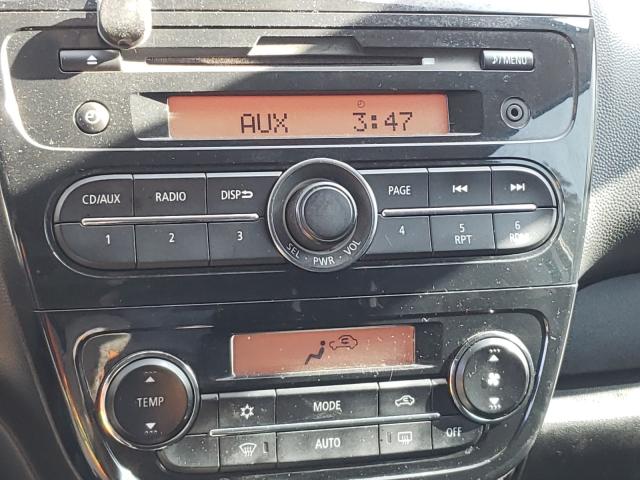 ♪/MENU
AUX 3:47
CD/AUX RADIO DISP PAGE
1 2 3 4 5 6
RPT RDM
SEL · PWR · VOL
TEMP MODE
AUTO OFF